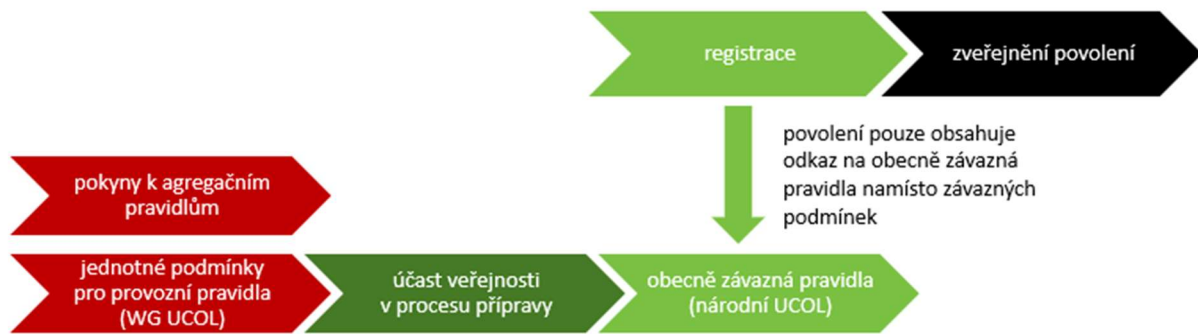 registrace
zveřejnění povolení
povolení pouze obsahuje
odkaz na obecně závazná
pravidla namísto závazných
podmínek
pokyny k agregačním
pravidlům
jednotné podmínky
pro provozní pravidla
(WG UCOL)
účast veřejnosti
v procesu přípravy
obecně závazná pravidla
(národní UCOL)